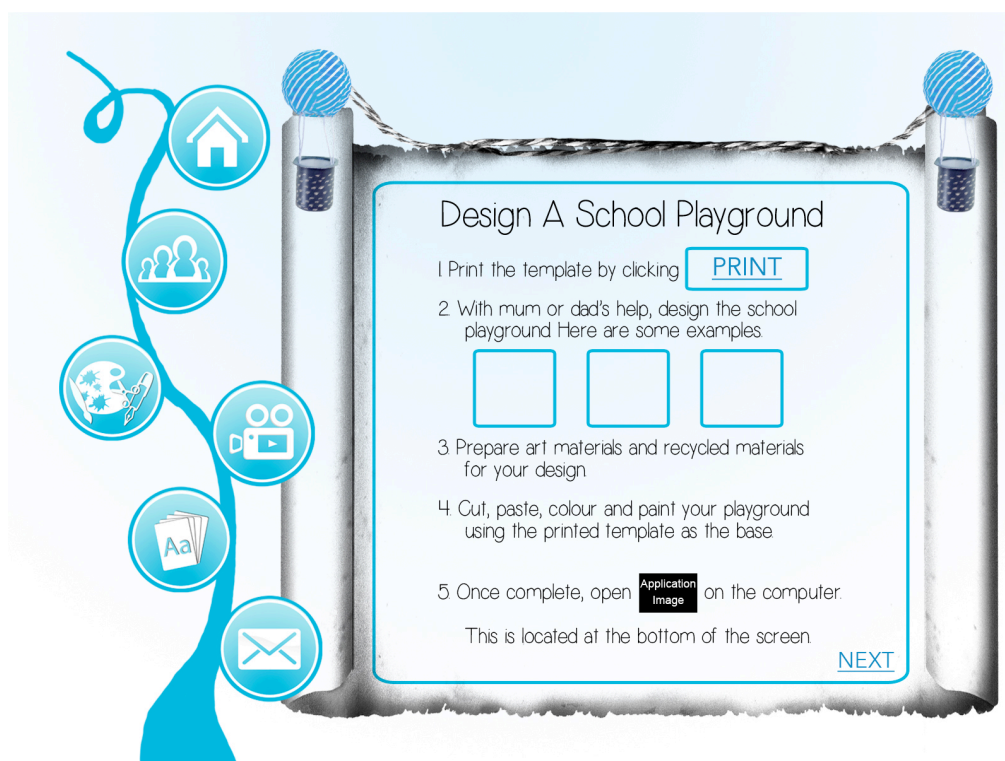 Design A School Playground
1. Print the template by clicking PRINT
2. With mum or dad's help, design the school
playground. Here are some examples.
3. Prepare art materials and recycled materials
for your design.
4. Cut, paste, colour and paint your playground
using the printed template as the base.
Application
Image
5. Once complete, open on the computer.
This is located at the bottom of the screen.
NEXT
Aa